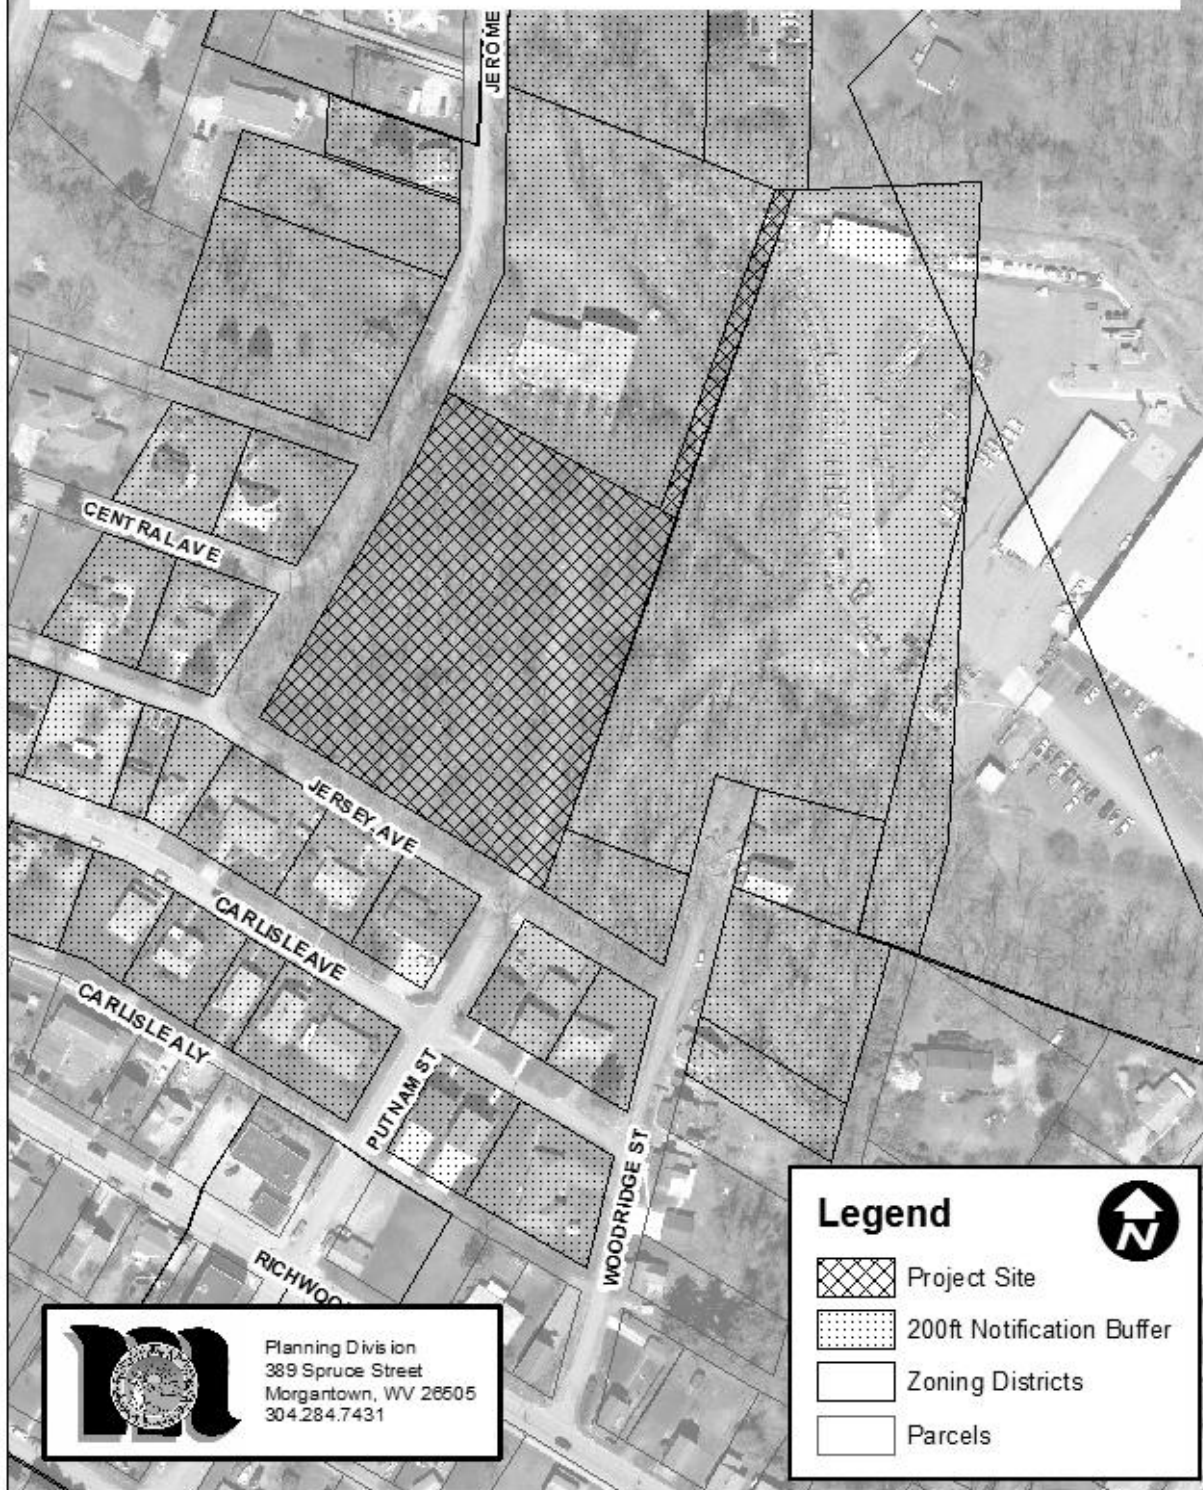 JEROME
CENTRAL AVE
JERSEY AVE
CARLISLE AVE
CARLISLE ALY
PUTNAM ST
WOODRIDGE ST
RICHWOO
Legend
N
Project Site
200ft Notification Buffer
Zoning Districts
Parcels
m
Planning Division
389 Spruce Street
Morgantown, WV 26505
304.284.7431